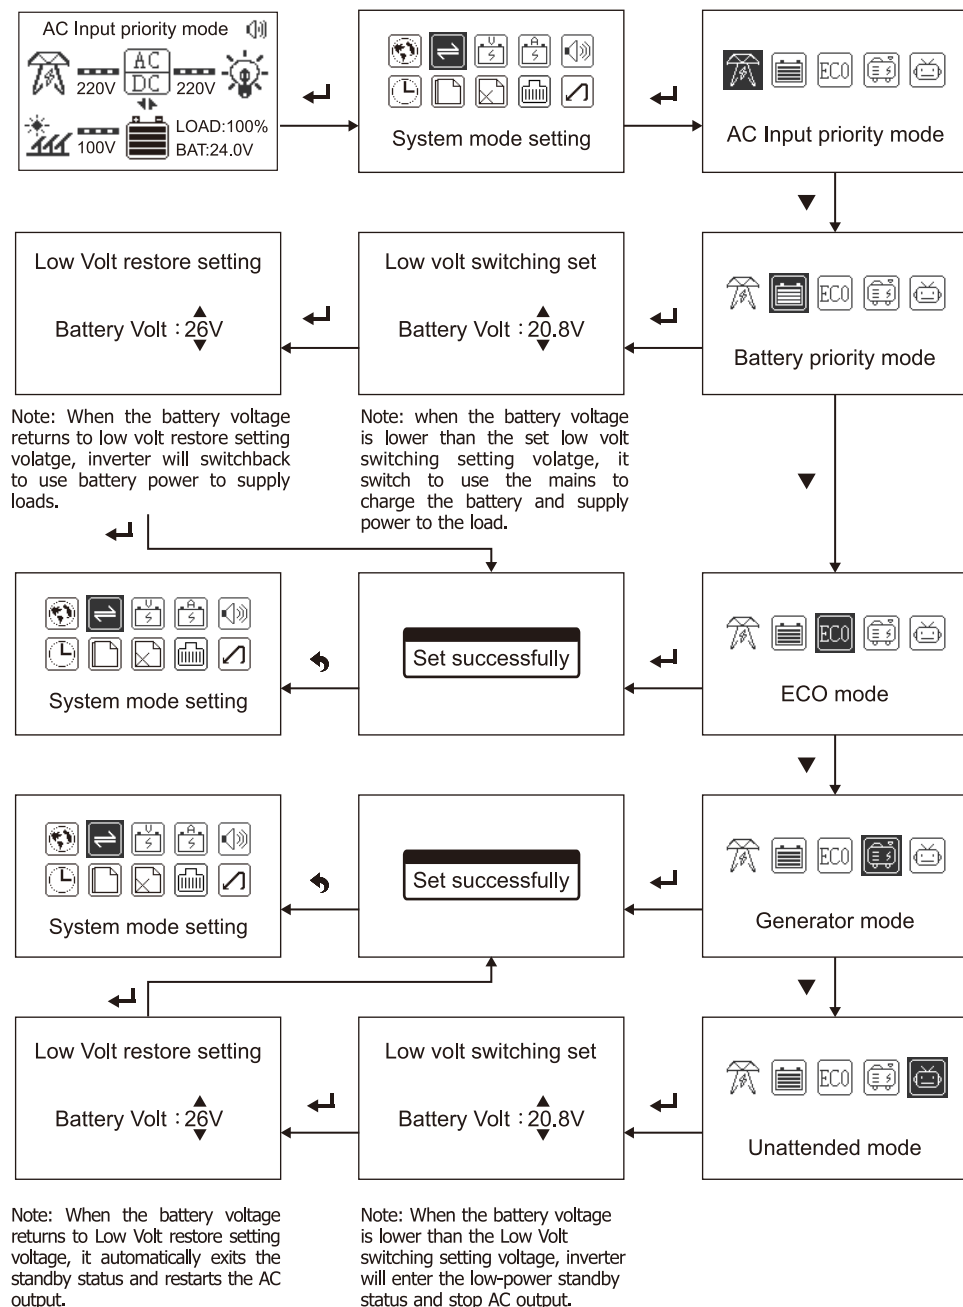 AC Input priority mode
AC
DC
220V
220V
100V
LOAD:100%
BAT:24.0V
V
A
System mode setting
ECO
AC Input priority mode
Low Volt restore setting
Battery Volt : 26V
Low volt switching set
Battery Volt : 20.8V
ECO
Battery priority mode
Note: When the battery voltage
returns to low volt restore setting
volatge, inverter will switchback
to use battery power to supply
loads.
Note: when the battery voltage
is lower than the set low volt
switching setting volatge, it
switch to use the mains to
charge the battery and supply
power to the load.
V
A
System mode setting
Set successfully
ECO
ECO mode
V
A
System mode setting
Set successfully
ECO
Generator mode
Low Volt restore setting
Battery Volt : 26V
Low volt switching set
Battery Volt : 20.8V
ECO
Unattended mode
Note: When the battery voltage
returns to Low Volt restore setting
voltage, it automatically exits the
standby status and restarts the AC
output.
Note: When the battery voltage
is lower than the Low Volt
switching setting voltage, inverter
will enter the low-power standby
status and stop AC output.